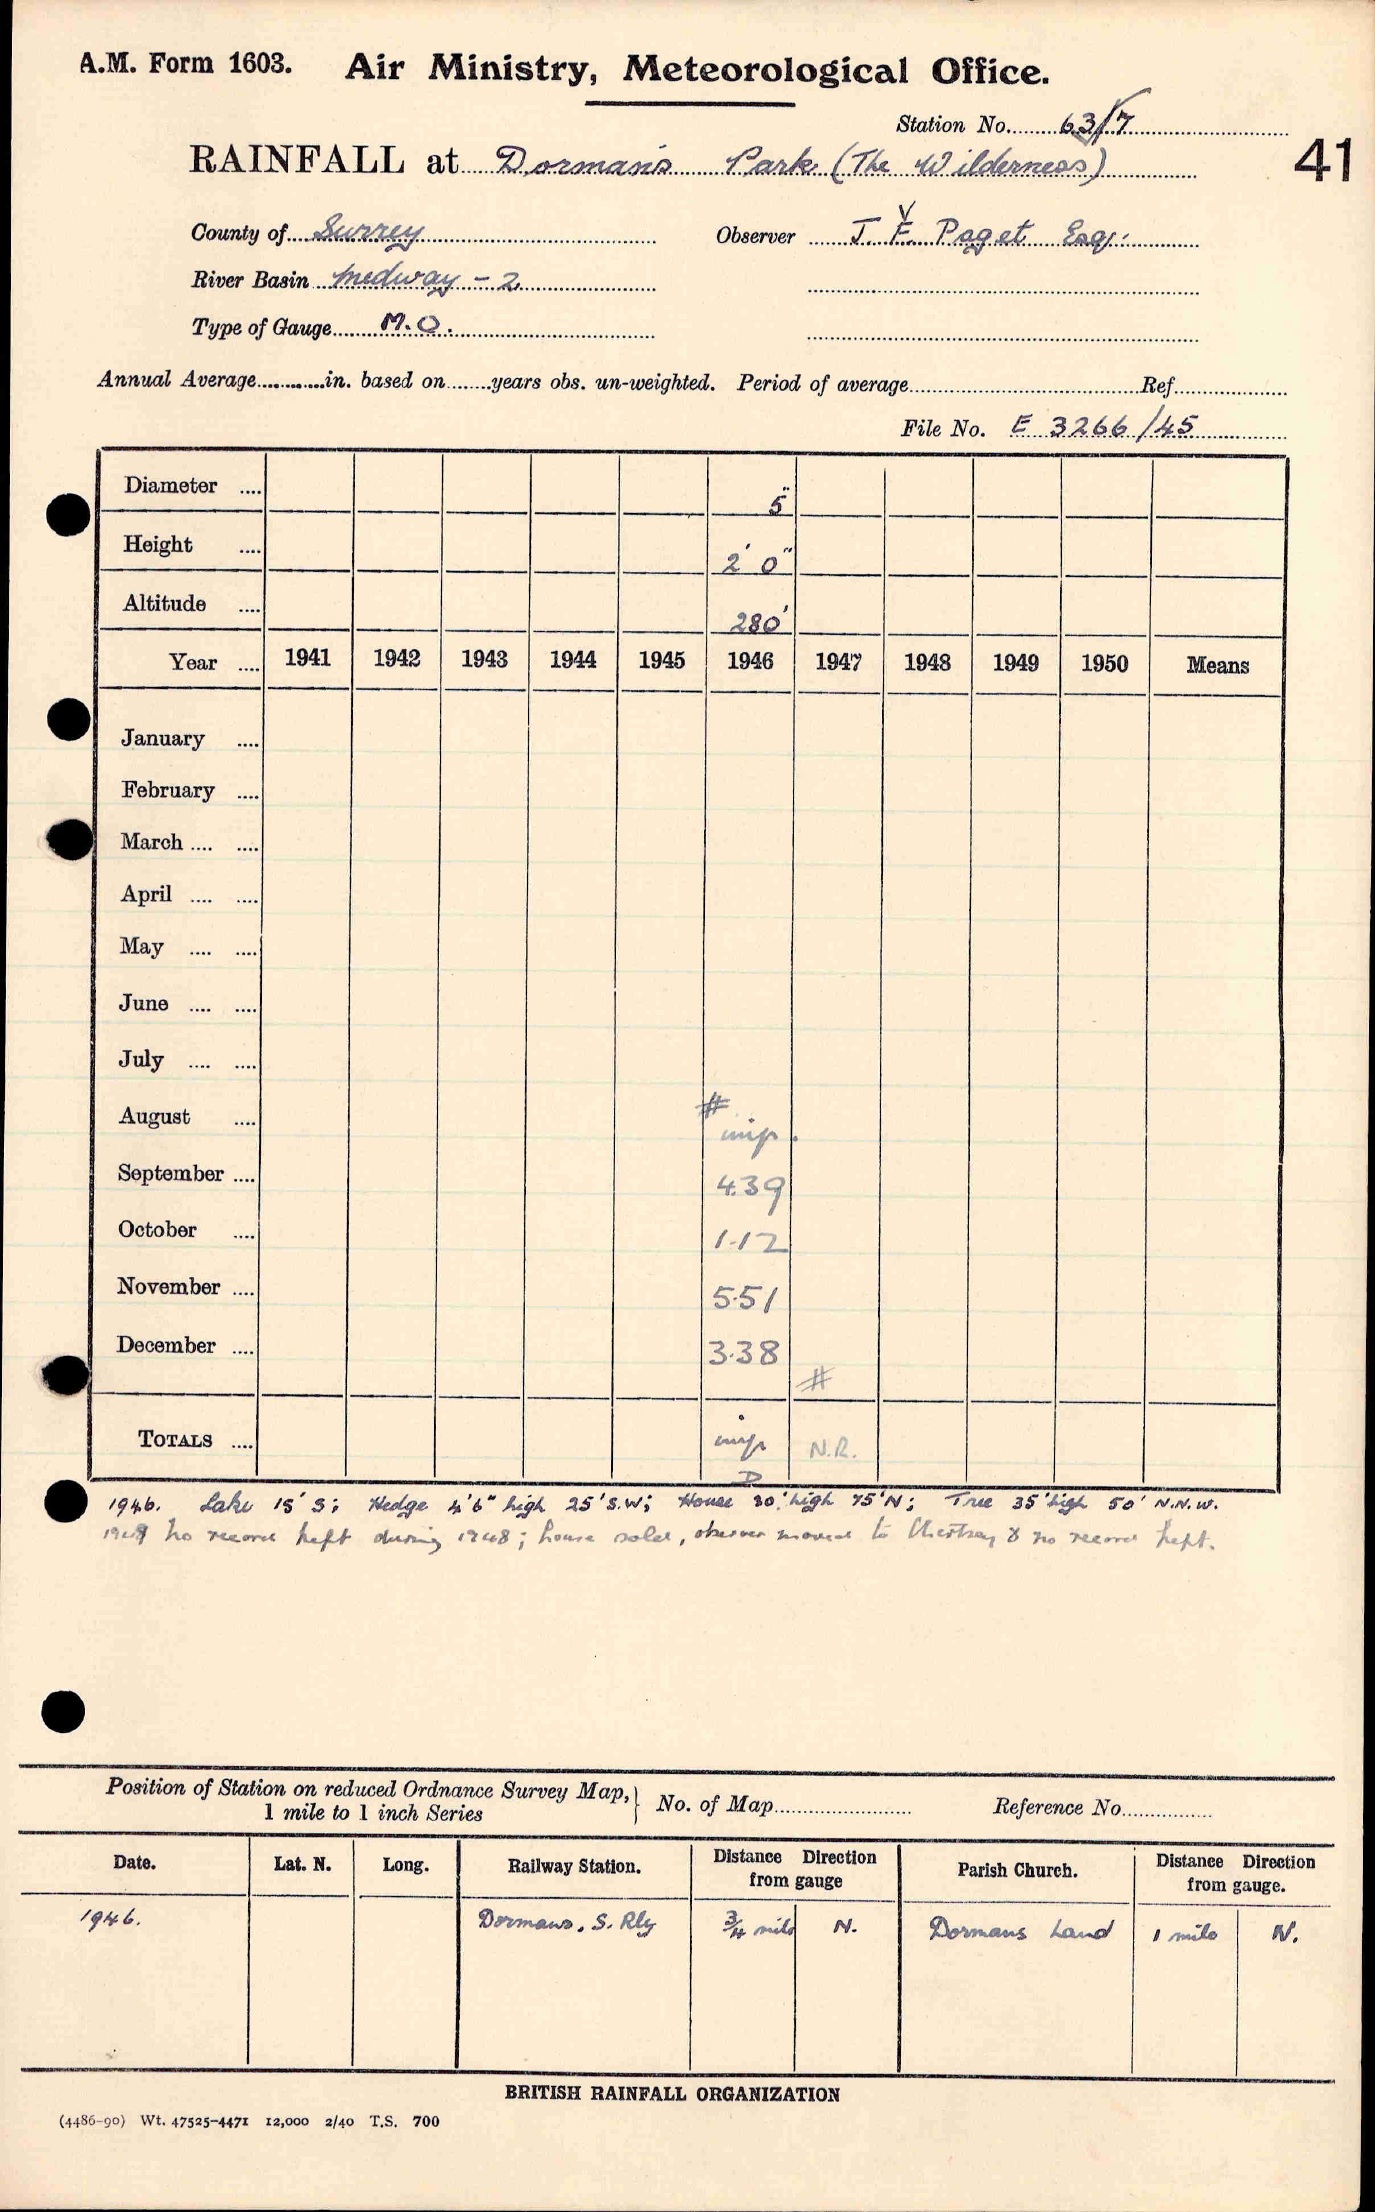 A.M. Form 1603. Air Ministry, Meteorological Office.
Station No. 63/7
RAINFALL at Dormans Park (The Wilderness)
41
County of Surrey Observer J. V F. Paget Esq.
River Basin Medway - 2
Type of Gauge M.O.
Annual Average in. based on years obs. un-weighted. Period of average Ref.
File No. E 3266/45
Diameter .... 5"
Height .... 2' 0"
Altitude .... 280'
Year .... 1941 1942 1943 1944 1945 1946 1947 1948 1949 1950 Means
January ....
February ....
March .... ....
April .... ....
May .... ....
June .... ....
July .... ....
August .... # imp.
September .... 4.39
October .... 1.12
November .... 5.51
December .... 3.38
#
TOTALS .... imp N.R.
D
1946. Lake 15' S; Hedge 4'6" high 25' S.W; House 30' high 75' N; Tree 35' high 50' N.N.W.
no record kept during 1948; house sold, observer moved to Chertsey & no record kept.
Position of Station on reduced Ordnance Survey Map, } No. of Map Reference No.
1 mile to 1 inch Series
Date. Lat. N. Long. Railway Station. Distance Direction from gauge Parish Church. Distance Direction from gauge.
1946. Dormans. S. Rly 3/4 mile N. Dormans Land 1 mile N.
BRITISH RAINFALL ORGANIZATION
(4486-90) Wt. 47525-4471 12,000 2/40 T.S. 700